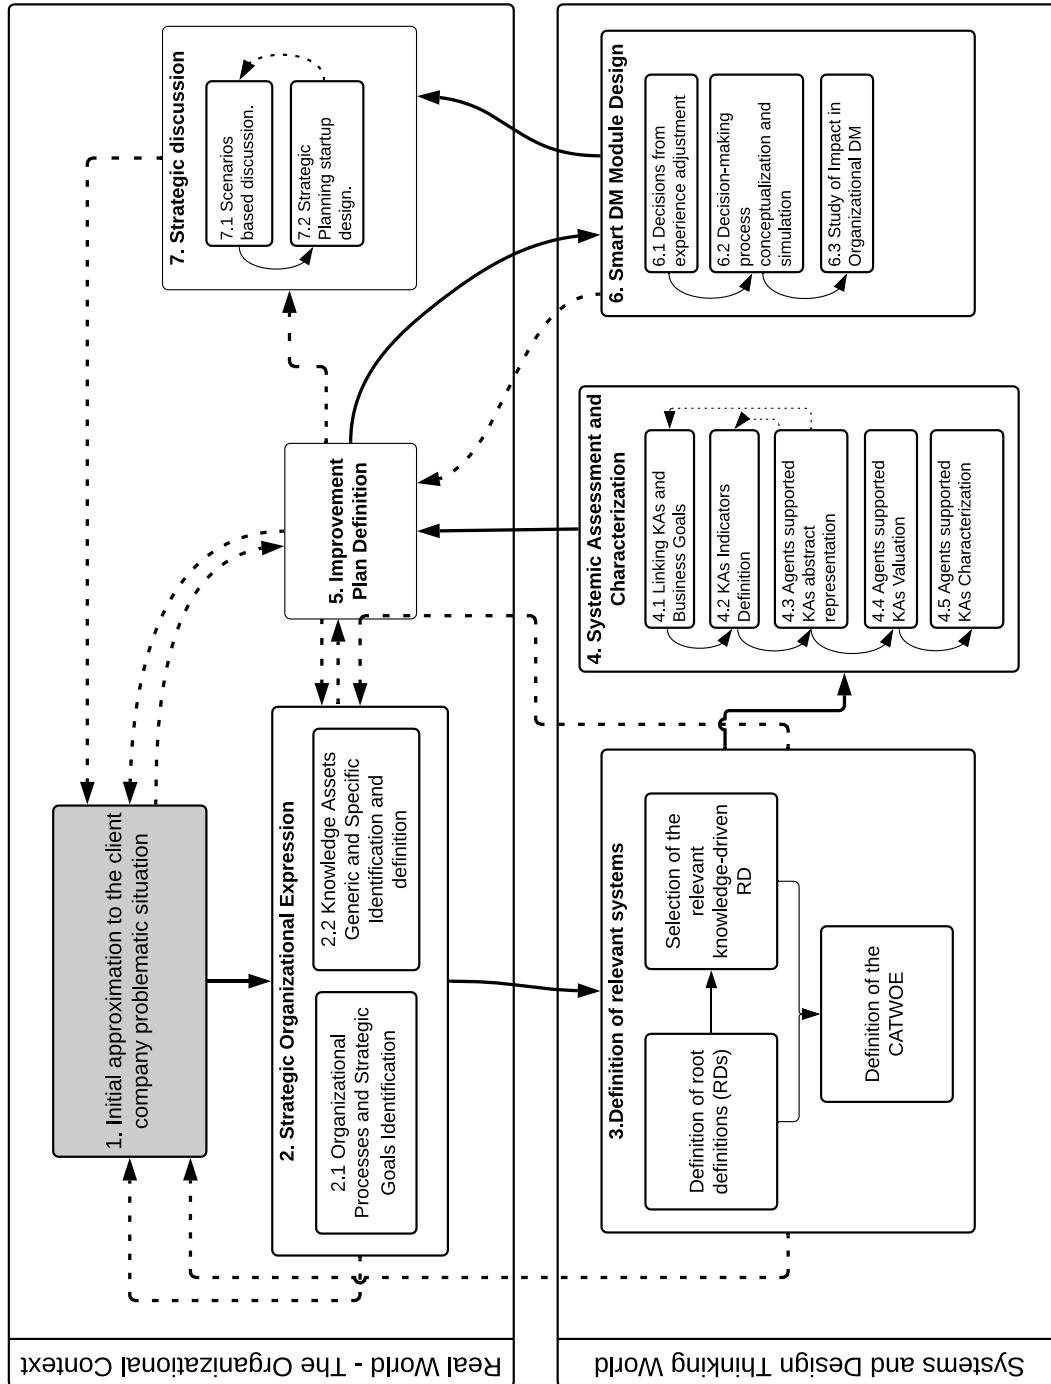 Real World - The Organizational Context
1. Initial approximation to the client
company problematic situation
2. Strategic Organizational Expression
2.1 Organizational
Processes and Strategic
Goals Identification
2.2 Knowledge Assets
Generic and Specific
Identification and
definition
5. Improvement
Plan Definition
7. Strategic discussion
7.1 Scenarios
based discussion.
7.2 Strategic
Planning startup
design.
Systems and Design Thinking World
3.Definition of relevant systems
Definition of root
definitions (RDs)
Selection of the
relevant
knowledge-driven
RD
Definition of the
CATWOE
4. Systemic Assessment and
Characterization
4.1 Linking KAs and
Business Goals
4.2 KAs Indicators
Definition
4.3 Agents supported
KAs abstract
representation
4.4 Agents supported
KAs Valuation
4.5 Agents supported
KAs Characterization
6. Smart DM Module Design
6.1 Decisions from
experience adjustment
6.2 Decision-making
process
conceptualization and
simulation
6.3 Study of Impact in
Organizational DM